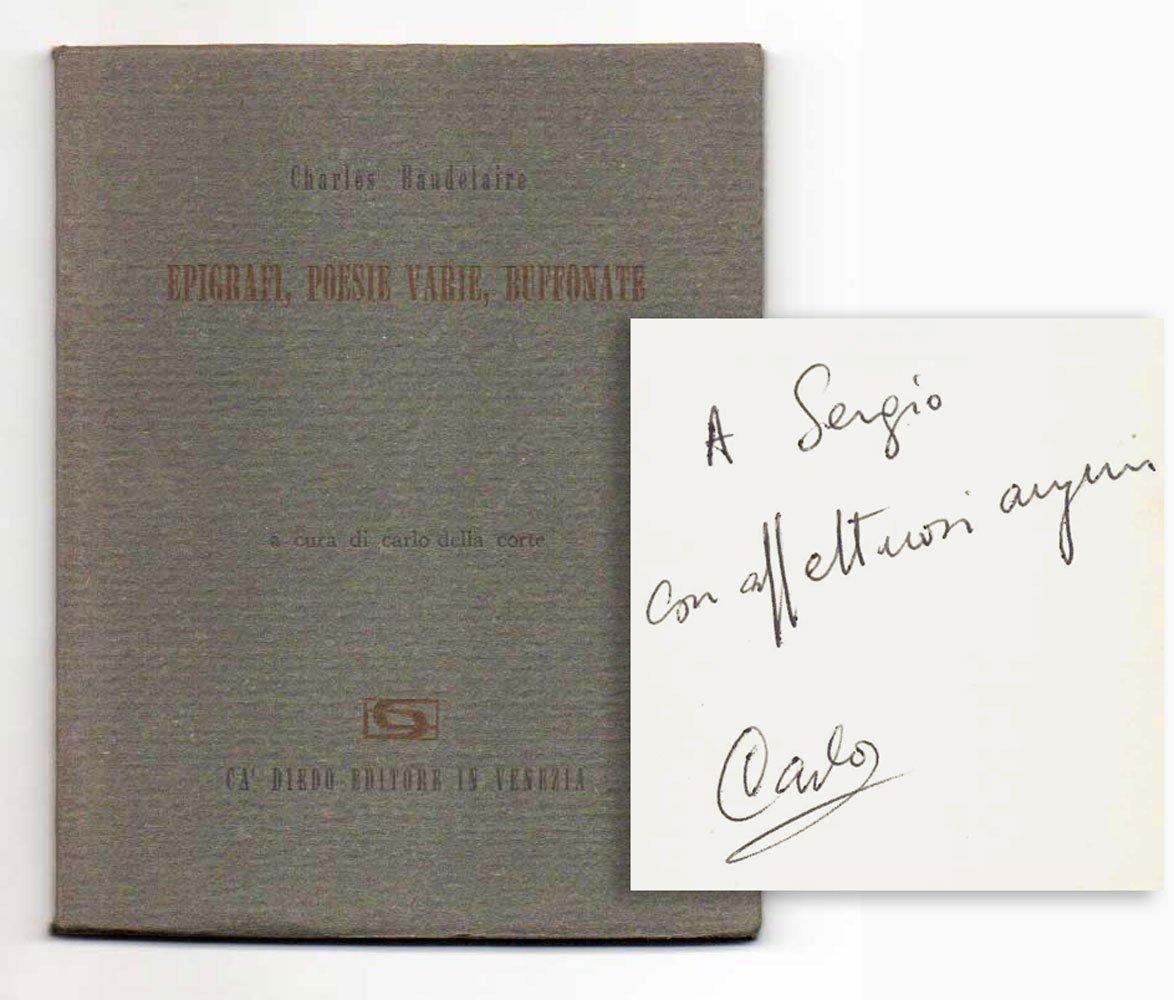 Charles Baudelaire
EPIGRAFI, POESIE VARIE, BUFFONATE
a cura di carlo della corte
CA' DIEDO EDITORE IN VENEZIA
A Sergio
con affettuosi auguri
Carlo